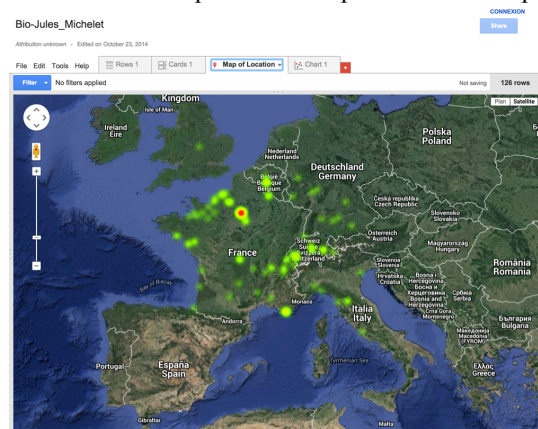 CONNEXION
Bio-Jules_Michelet
Share
Attribution unknown - Edited on October 23, 2014
File Edit Tools Help Rows 1 Cards 1 Map of Location Chart 1 +
Filter No filters applied Not saving 126 rows
Kingdom
Plan Satellite
Isle of Man
Ireland
Éire
Polska
Poland
Nederland
Netherlands
Deutschland
Germany
België
Belgique
Belgium
Česká republika
Czech Republic
Slovensko
Slovakia
Österreich
Austria
Magyarország
Hungary
France
Schweiz
Suisse
Svizzera
Switzerland
Slovenija
Slovenia
România
Romania
Hrvatska
Croatia
Bosna i
Hercegovina
Босна и
Херцеговина
Bosnia and
Herzegovina
Србија
Serbia
Bay of Biscay
Monaco
Crna Gora
Montenegro
България
Bulgaria
Andorra
Italia
Italy
Македонија
(FYROM)
Portugal
España
Spain
Tyrrhenian Sea
Ελλάς
Greece
Gibraltar
Malta